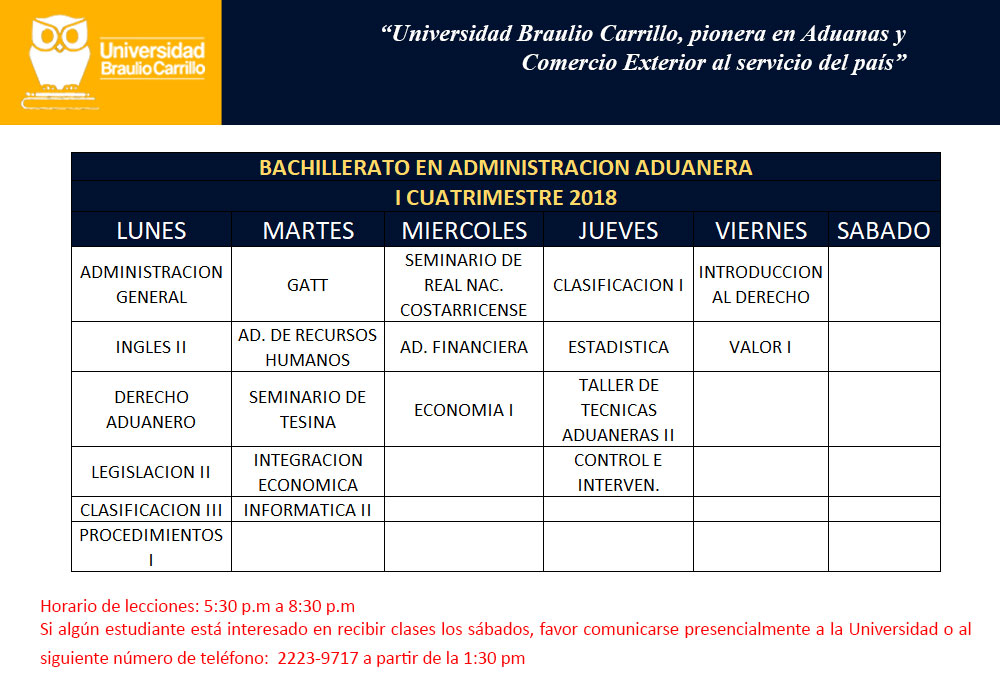 Universidad
Braulio Carrillo
“Universidad Braulio Carrillo, pionera en Aduanas y
Comercio Exterior al servicio del país”
BACHILLERATO EN ADMINISTRACION ADUANERA
I CUATRIMESTRE 2018
LUNES MARTES MIERCOLES JUEVES VIERNES SABADO
ADMINISTRACION
GENERAL
GATT
SEMINARIO DE
REAL NAC.
COSTARRICENSE
CLASIFICACION I
INTRODUCCION
AL DERECHO
INGLES II
AD. DE RECURSOS
HUMANOS
AD. FINANCIERA
ESTADISTICA
VALOR I
DERECHO
ADUANERO
SEMINARIO DE
TESINA
ECONOMIA I
TALLER DE
TECNICAS
ADUANERAS II
LEGISLACION II
INTEGRACION
ECONOMICA
CONTROL E
INTERVEN.
CLASIFICACION III
INFORMATICA II
PROCEDIMIENTOS
I
Horario de lecciones: 5:30 p.m a 8:30 p.m
Si algún estudiante está interesado en recibir clases los sábados, favor comunicarse presencialmente a la Universidad o al
siguiente número de teléfono: 2223-9717 a partir de la 1:30 pm